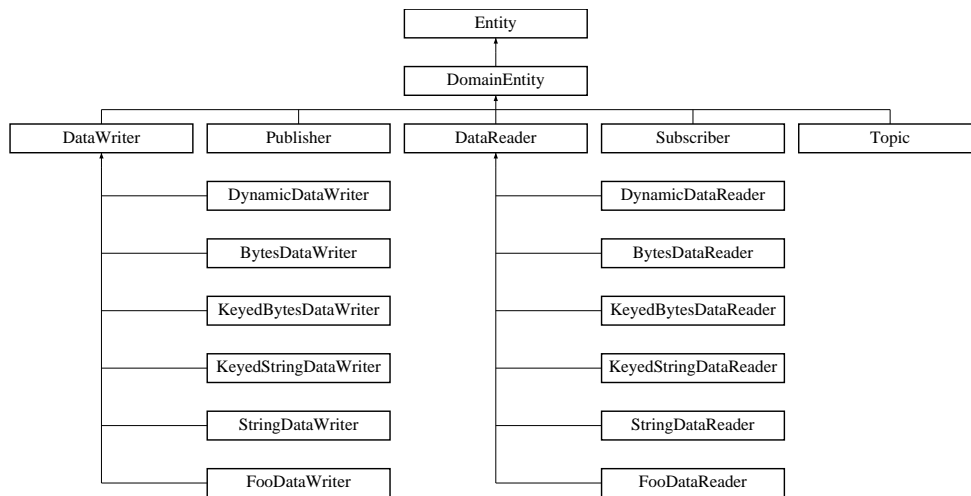 Entity
DomainEntity
DataWriter Publisher DataReader Subscriber Topic
DynamicDataWriter DynamicDataReader
BytesDataWriter BytesDataReader
KeyedBytesDataWriter KeyedBytesDataReader
KeyedStringDataWriter KeyedStringDataReader
StringDataWriter StringDataReader
FooDataWriter FooDataReader